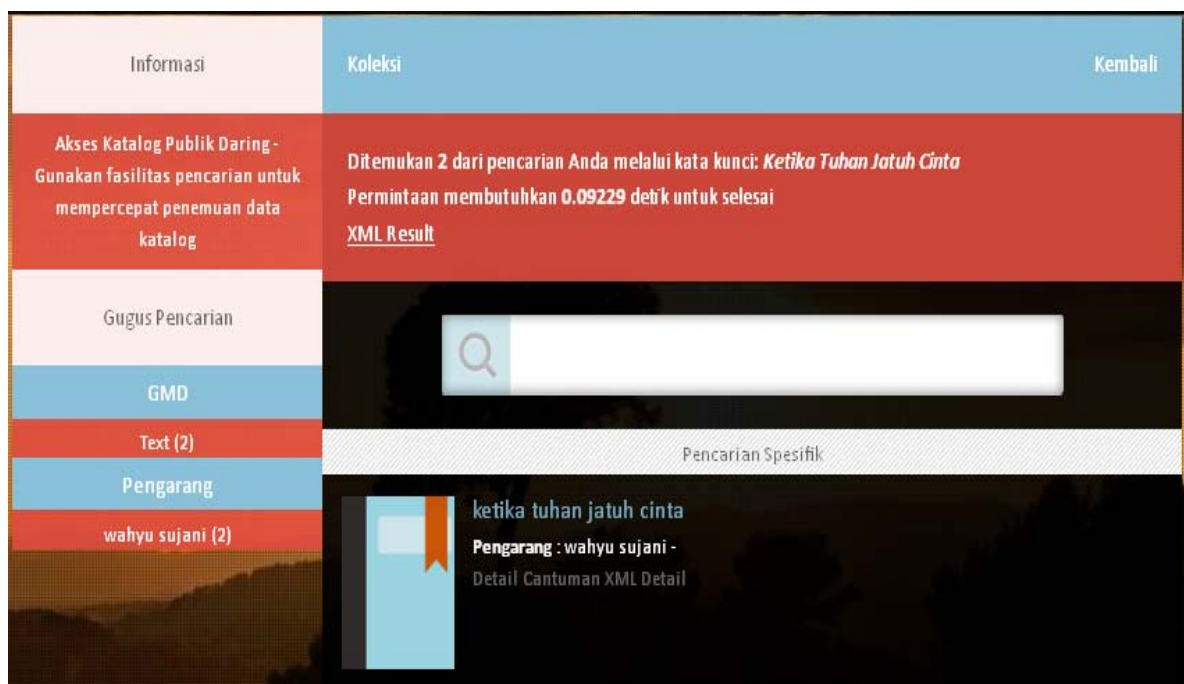 Informasi
Koleksi
Kembali
Akses Katalog Publik Daring -
Gunakan fasilitas pencarian untuk
mempercepat penemuan data
katalog
Ditemukan 2 dari pencarian Anda melalui kata kunci: Ketika Tuhan Jatuh Cinta
Permintaan membutuhkan 0.09229 detik untuk selesai
XML Result
Gugus Pencarian
GMD
Text (2)
Pengarang
wahyu sujani (2)
Pencarian Spesifik
ketika tuhan jatuh cinta
Pengarang : wahyu sujani -
Detail Cantuman XML Detail